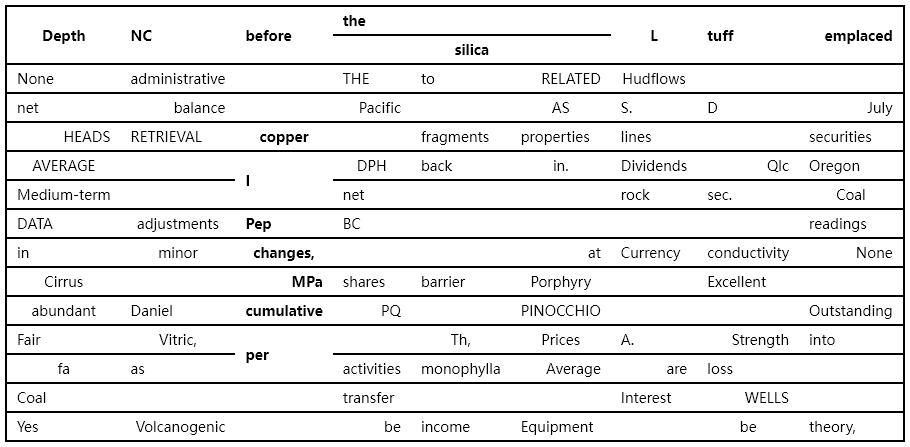 Depth NC before the L tuff emplaced
silica
None administrative THE to RELATED Hudflows
net balance Pacific AS S. D July
HEADS RETRIEVAL copper fragments properties lines securities
AVERAGE DPH back in. Dividends Qlc Oregon
I
Medium-term net rock sec. Coal
DATA adjustments Pep BC readings
in minor changes, at Currency conductivity None
Cirrus MPa shares barrier Porphyry Excellent
abundant Daniel cumulative PQ PINOCCHIO Outstanding
Fair Vitric, Th, Prices A. Strength into
per
fa as activities monophylla Average are loss
Coal transfer Interest WELLS
Yes Volcanogenic be income Equipment be theory,